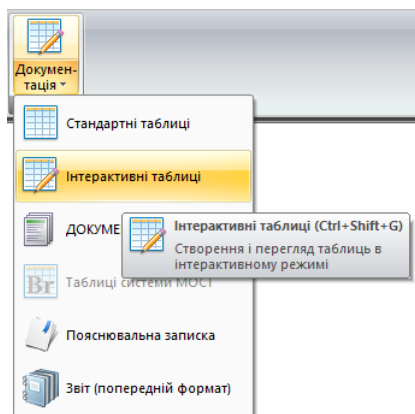 Докумен-
тація
Стандартні таблиці
Інтерактивні таблиці
ДОКУМЕ
Інтерактивні таблиці (Ctrl+Shift+G)
Створення і перегляд таблиць в
інтерактивному режимі
Таблиці системи МОСТ
Пояснювальна записка
Звіт (попередній формат)